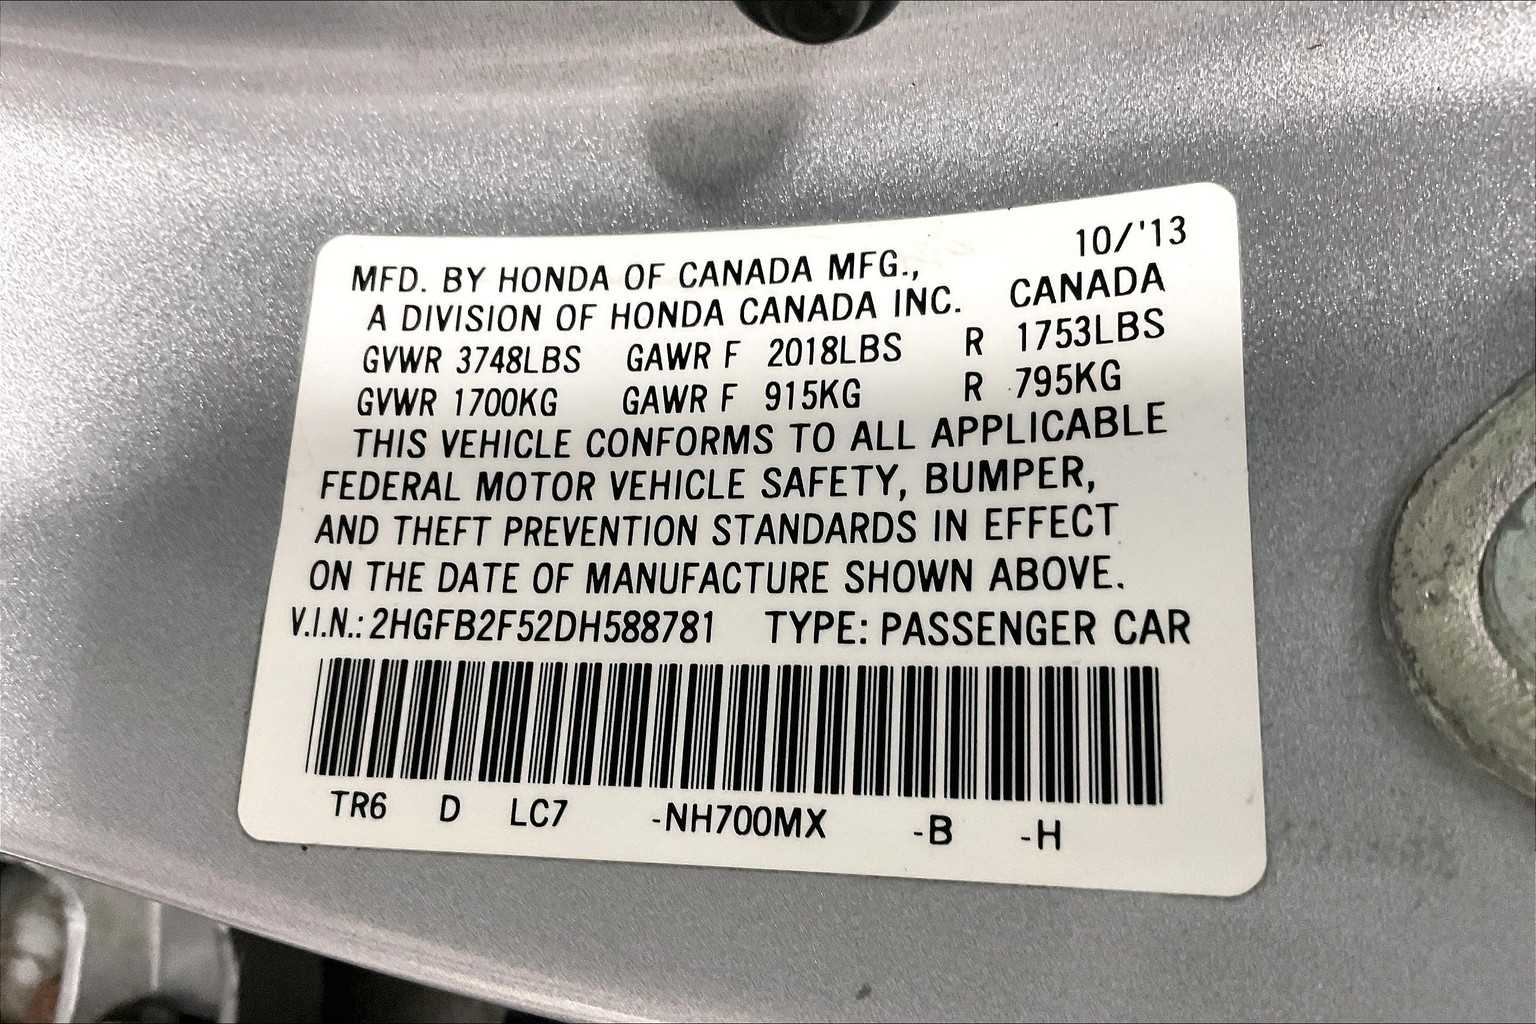 10/'13
MFD. BY HONDA OF CANADA MFG.,
A DIVISION OF HONDA CANADA INC. CANADA
GVWR 3748LBS GAWR F 2018LBS R 1753LBS
GVWR 1700KG GAWR F 915KG R 795KG
THIS VEHICLE CONFORMS TO ALL APPLICABLE
FEDERAL MOTOR VEHICLE SAFETY, BUMPER,
AND THEFT PREVENTION STANDARDS IN EFFECT
ON THE DATE OF MANUFACTURE SHOWN ABOVE.
V.I.N.: 2HGFB2F52DH588781 TYPE: PASSENGER CAR
TR6 D LC7 -NH700MX -B -H